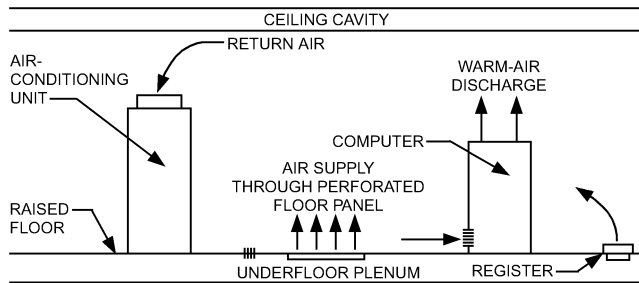 CEILING CAVITY
RETURN AIR
AIR-
CONDITIONING
UNIT
WARM-AIR
DISCHARGE
COMPUTER
AIR SUPPLY
THROUGH PERFORATED
FLOOR PANEL
RAISED
FLOOR
UNDERFLOOR PLENUM
REGISTER